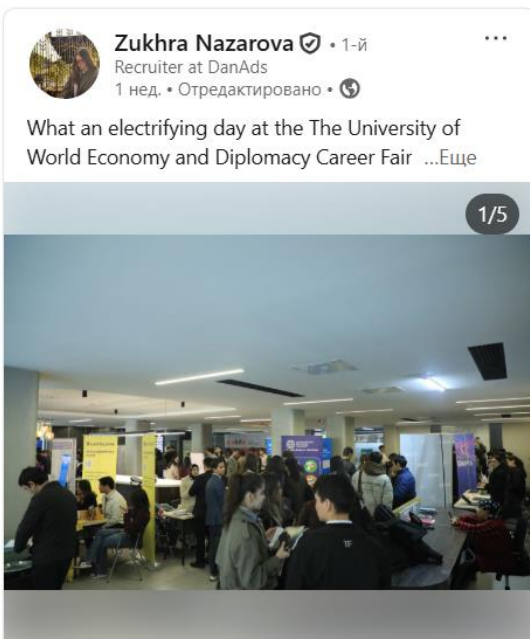 Zukhra Nazarova • 1-й
Recruiter at DanAds
1 нед. • Отредактировано •
What an electrifying day at the The University of
World Economy and Diplomacy Career Fair ...Еще
1/5
TF